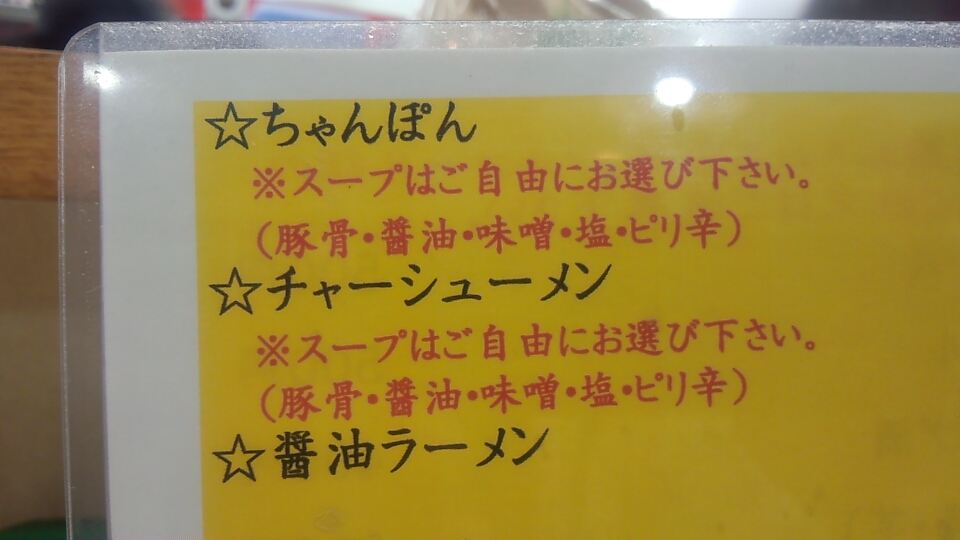 ☆ちゃんぽん
※スープはご自由にお選び下さい。
(豚骨・醬油・味噌・塩・ピリ辛)
☆チャーシューメン
※スープはご自由にお選び下さい。
(豚骨・醬油・味噌・塩・ピリ辛)
☆醬油ラーメン